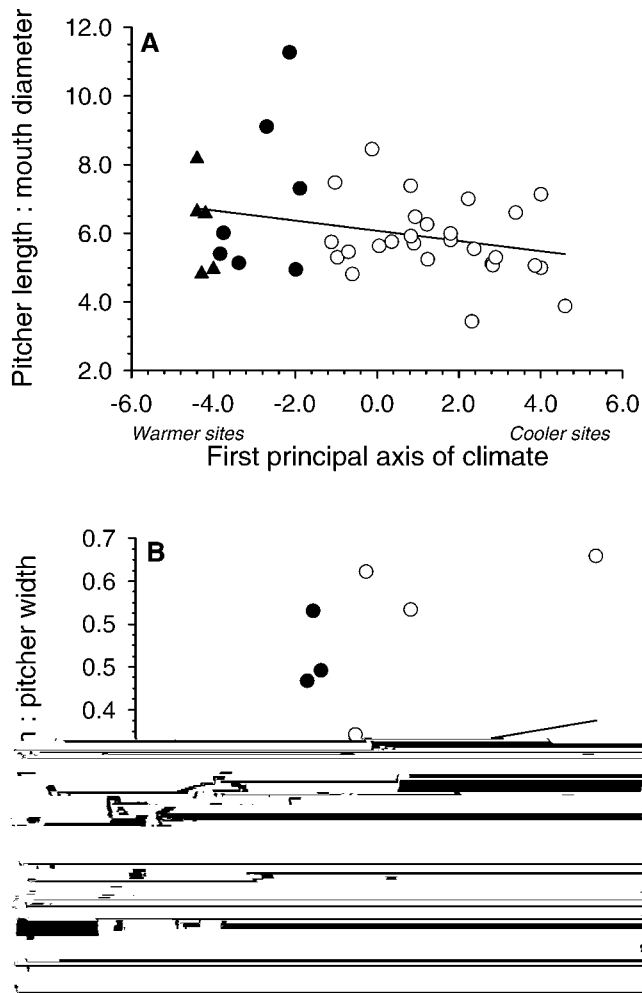 A
12.0
10.0
8.0
6.0
4.0
2.0
Pitcher length : mouth diameter
-6.0 -4.0 -2.0 0.0 2.0 4.0 6.0
Warmer sites Cooler sites
First principal axis of climate
B
0.7
0.6
0.5
0.5
0.4
: pitcher width